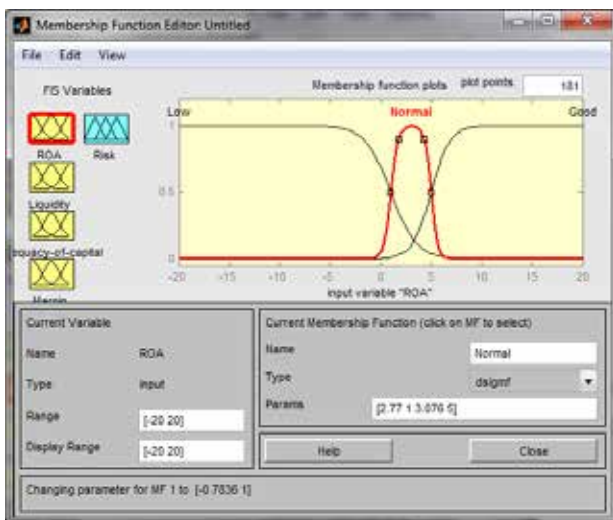 Membership Function Editor: Untitled
File Edit View
FIS Variables
Membership function plots plot points: 181
Low Normal Good
ROA Risk
Liquidity
equacy-of-capital
Margin
1
0.5
0
-20 -15 -10 -5 0 5 10 15 20
input variable "ROA"
Current Variable
Name ROA
Type input
Range [-20 20]
Display Range [-20 20]
Current Membership Function (click on MF to select)
Name Normal
Type dsigmf
Params [2.77 1 3.076 5]
Help Close
Changing parameter for MF 1 to [-0.7836 1]